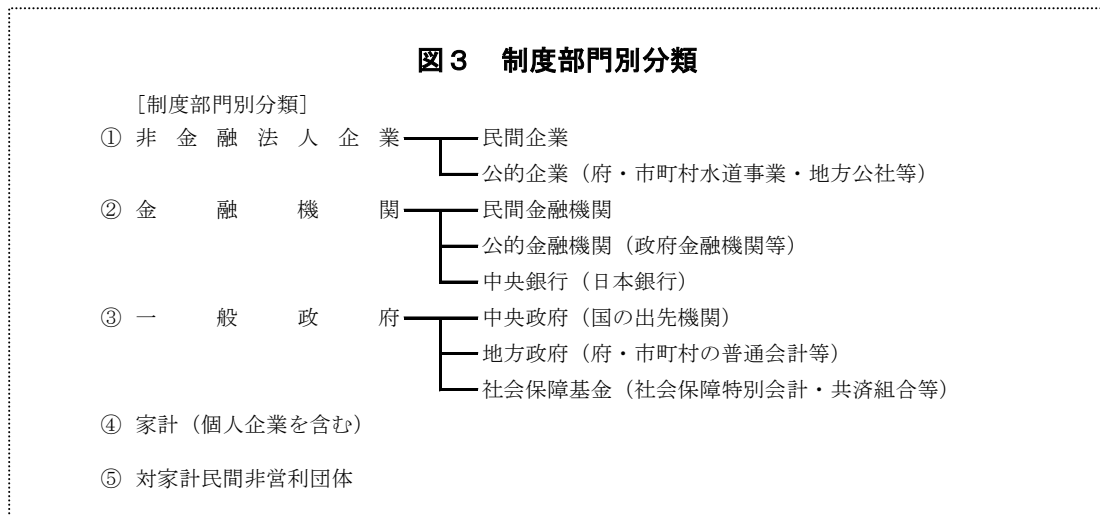 図３　制度部門別分類
［制度部門別分類］
① 非金融法人企業 民間企業
公的企業（府・市町村水道事業・地方公社等）
② 金融機関 民間金融機関
公的金融機関（政府金融機関等）
中央銀行（日本銀行）
③ 一般政府 中央政府（国の出先機関）
地方政府（府・市町村の普通会計等）
社会保障基金（社会保障特別会計・共済組合等）
④ 家計（個人企業を含む）
⑤ 対家計民間非営利団体